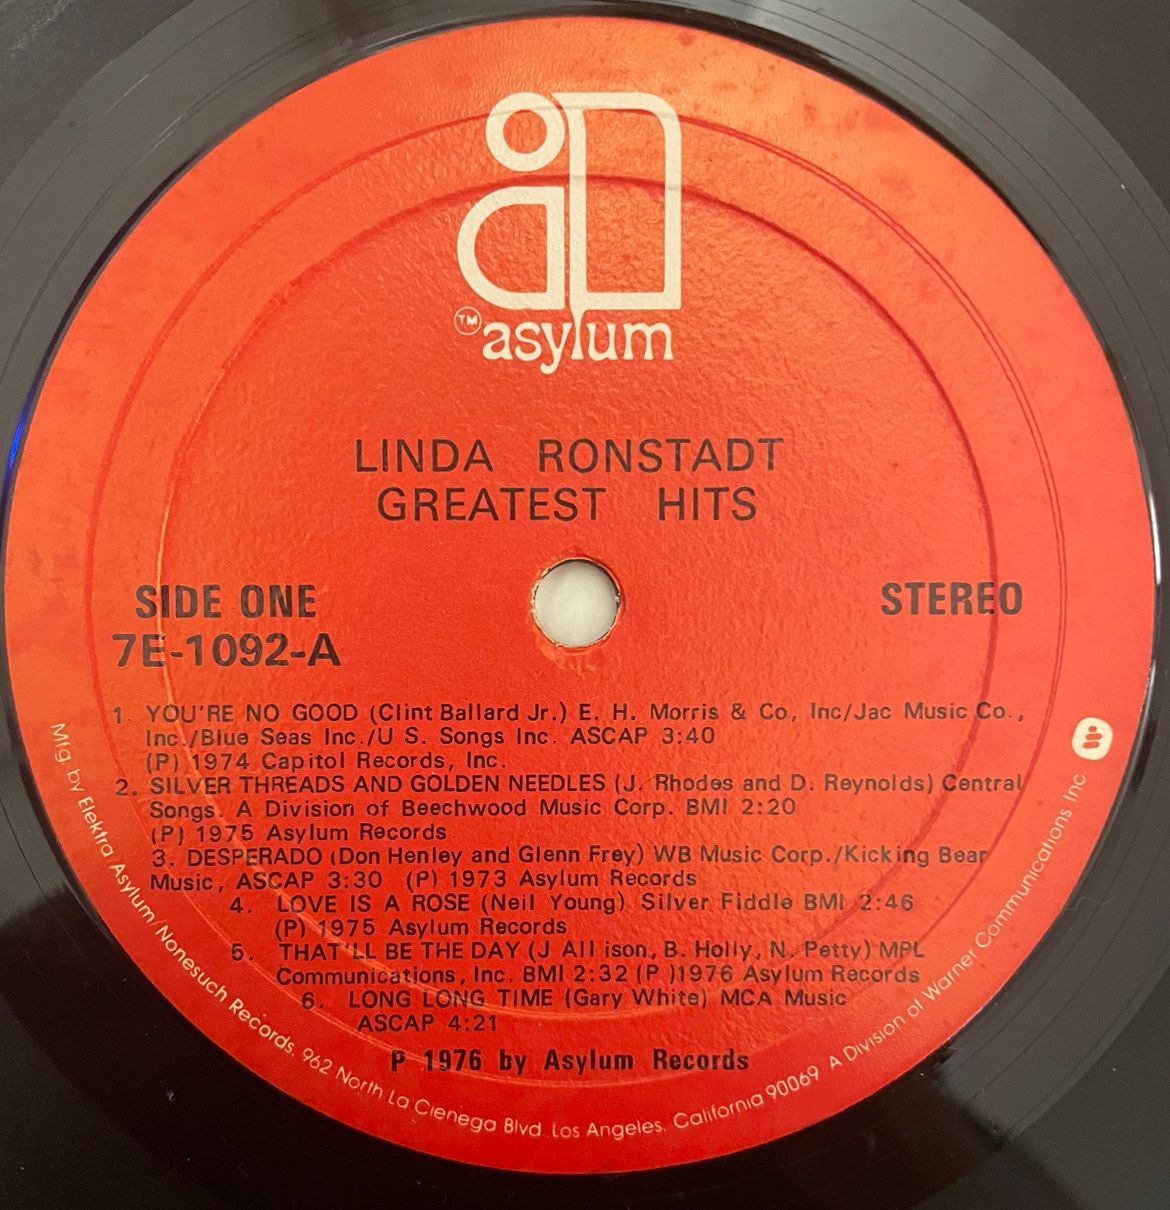 TM asylum
LINDA RONSTADT
GREATEST HITS
SIDE ONE
7E-1092-A
STEREO
1. YOU'RE NO GOOD (Clint Ballard Jr.) E. H. Morris & Co, Inc/Jac Music Co.,
Inc./Blue Seas Inc./U S. Songs Inc. ASCAP 3:40
(P) 1974 Capitol Records, Inc.
2. SILVER THREADS AND GOLDEN NEEDLES (J. Rhodes and D. Reynolds) Central
Songs, A Division of Beechwood Music Corp. BMI 2:20
(P) 1975 Asylum Records
3. DESPERADO (Don Henley and Glenn Frey) WB Music Corp./Kicking Bear
Music, ASCAP 3:30 (P) 1973 Asylum Records
4. LOVE IS A ROSE (Neil Young) Silver Fiddle BMI 2:46
(P) 1975 Asylum Records
5. THAT'LL BE THE DAY (J All ison, B. Holly, N. Petty) MPL
Communications, Inc. BMI 2:32 (P )1976 Asylum Records
6. LONG LONG TIME (Gary White) MCA Music
ASCAP 4:21
P 1976 by Asylum Records
Mfg by Elektra Asylum/Nonesuch Records, 962 North La Cienega Blvd. Los Angeles. California 90069 A Division of Warner Communications Inc